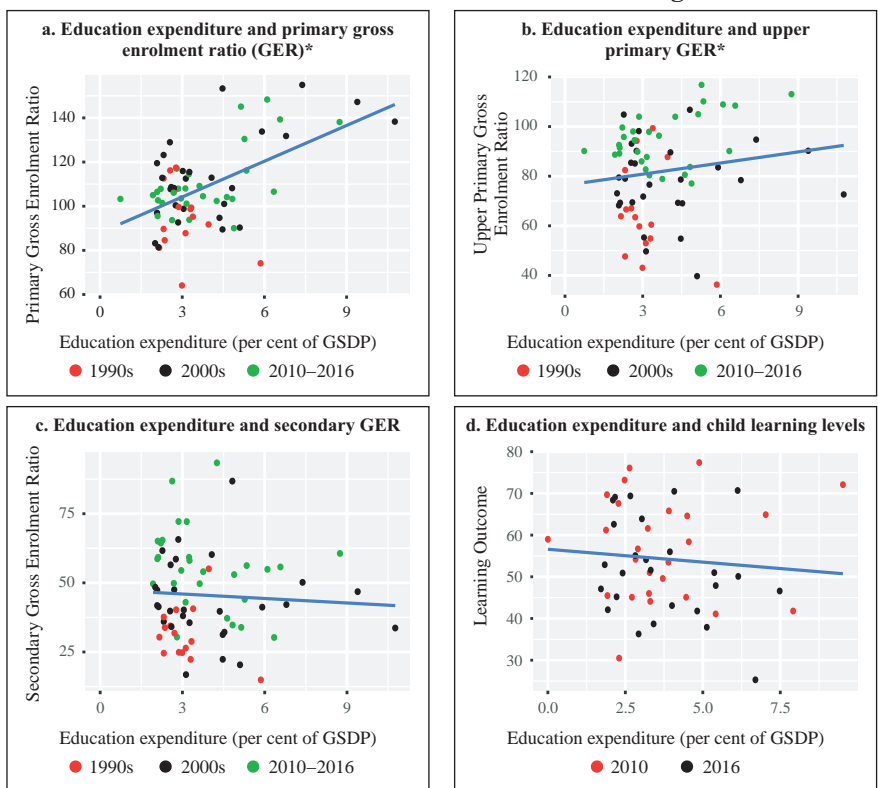 a. Education expenditure and primary gross
enrolment ratio (GER)*
Primary Gross Enrolment Ratio
140
120
100
80
60
0
3
6
9
Education expenditure (per cent of GSDP)
1990s
2000s
2010–2016
b. Education expenditure and upper
primary GER*
Upper Primary Gross
Enrolment Ratio
120
100
80
60
40
0
3
6
9
Education expenditure (per cent of GSDP)
1990s
2000s
2010–2016
c. Education expenditure and secondary GER
Secondary Gross Enrolment Ratio
75
50
25
0
3
6
9
Education expenditure (per cent of GSDP)
1990s
2000s
2010–2016
d. Education expenditure and child learning levels
Learning Outcome
80
70
60
50
40
30
0.0
2.5
5.0
7.5
Education expenditure (per cent of GSDP)
2010
2016